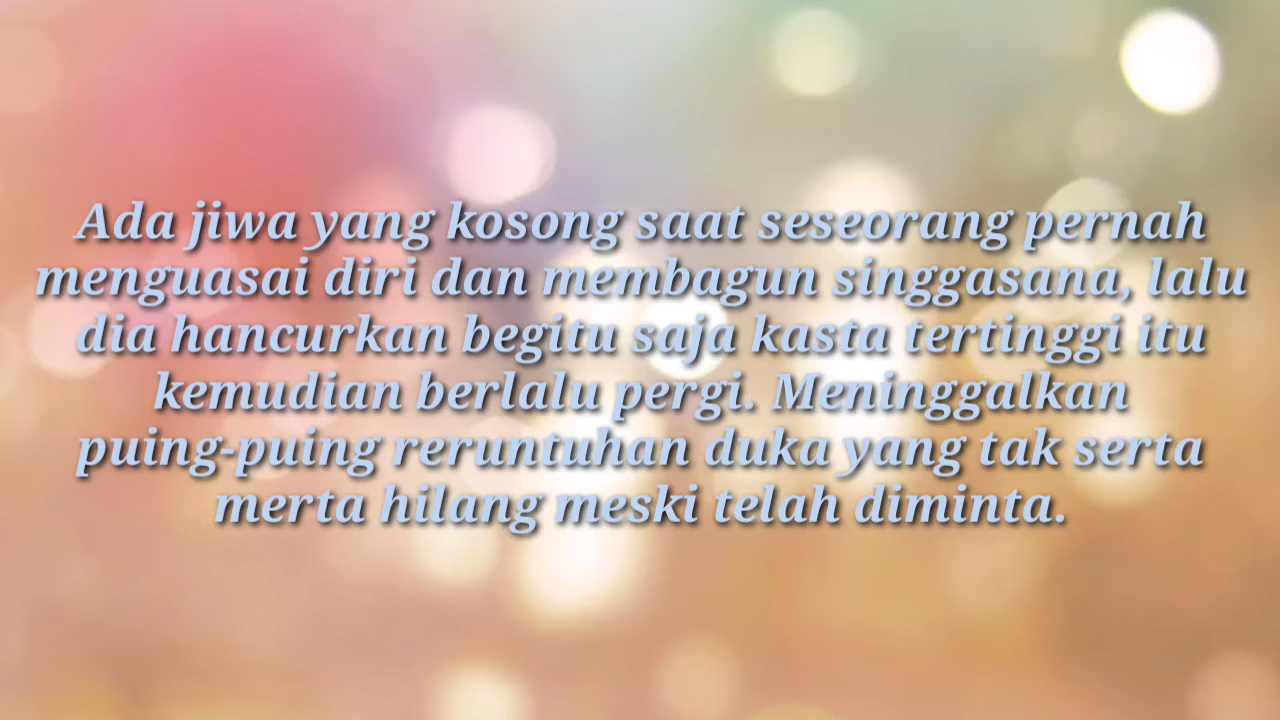 Ada jiwa yang kosong saat seseorang pernah
menguasai diri dan membagun singgasana, lalu
dia hancurkan begitu saja kasta tertinggi itu
kemudian berlalu pergi. Meninggalkan
puing-puing reruntuhan duka yang tak serta
merta hilang meski telah diminta.